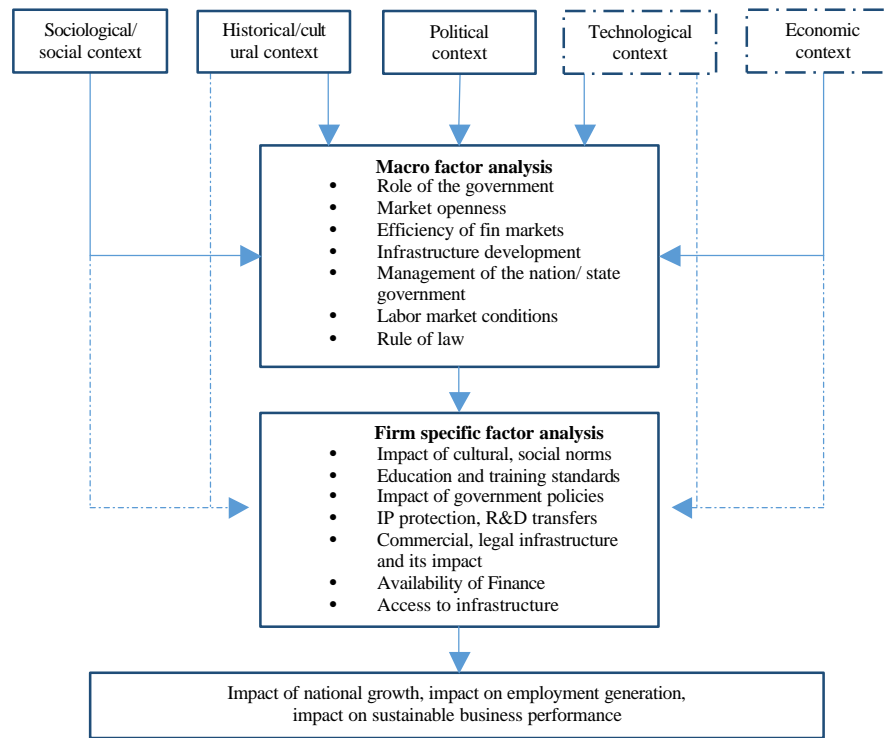 Sociological/
social context
Historical/cult
ural context
Political
context
Technological
context
Economic
context
Macro factor analysis
• Role of the government
• Market openness
• Efficiency of fin markets
• Infrastructure development
• Management of the nation/ state
government
• Labor market conditions
• Rule of law
Firm specific factor analysis
• Impact of cultural, social norms
• Education and training standards
• Impact of government policies
• IP protection, R&D transfers
• Commercial, legal infrastructure
and its impact
• Availability of Finance
• Access to infrastructure
Impact of national growth, impact on employment generation,
impact on sustainable business performance